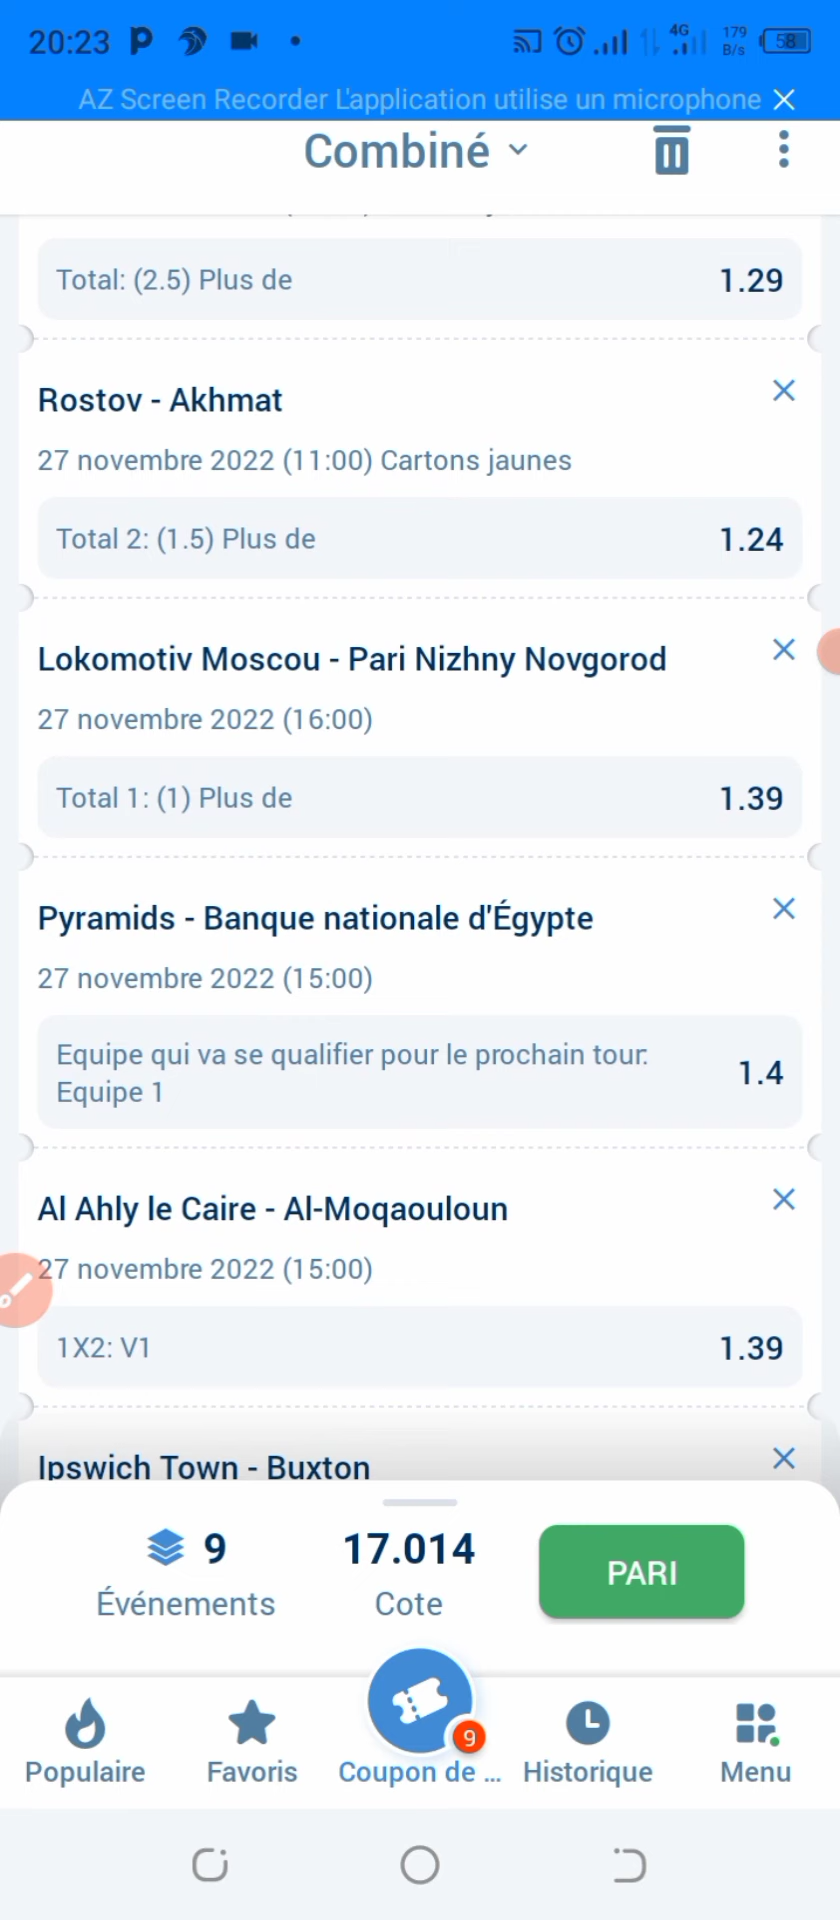 20:23
4G
179
B/s
58
AZ Screen Recorder L'application utilise un microphone
Combiné
Total: (2.5) Plus de
1.29
Rostov - Akhmat
27 novembre 2022 (11:00) Cartons jaunes
Total 2: (1.5) Plus de
1.24
Lokomotiv Moscou - Pari Nizhny Novgorod
27 novembre 2022 (16:00)
Total 1: (1) Plus de
1.39
Pyramids - Banque nationale d'Égypte
27 novembre 2022 (15:00)
Equipe qui va se qualifier pour le prochain tour:
Equipe 1
1.4
Al Ahly le Caire - Al-Moqaouloun
27 novembre 2022 (15:00)
1X2: V1
1.39
Ipswich Town - Buxton
9
17.014
PARI
Événements
Cote
9
Populaire
Favoris
Coupon de ...
Historique
Menu